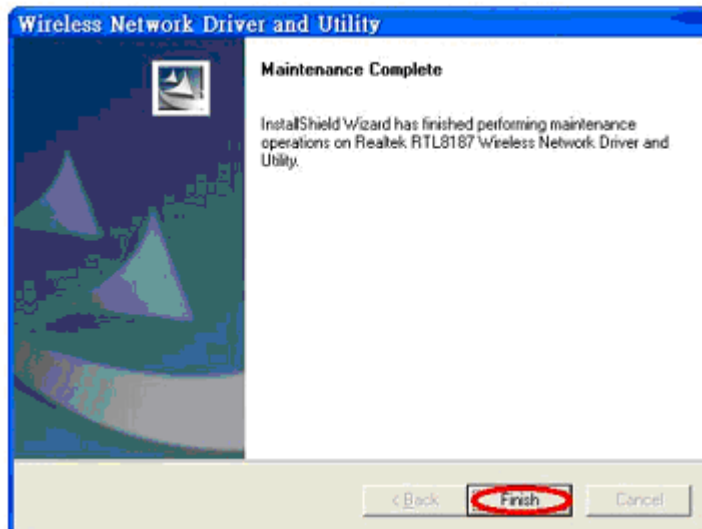 Wireless Network Driver and Utility
Maintenance Complete
InstallShield Wizard has finished performing maintenance
operations on Realtek RTL8187 Wireless Network Driver and
Utility.
< Back
Finish
Cancel